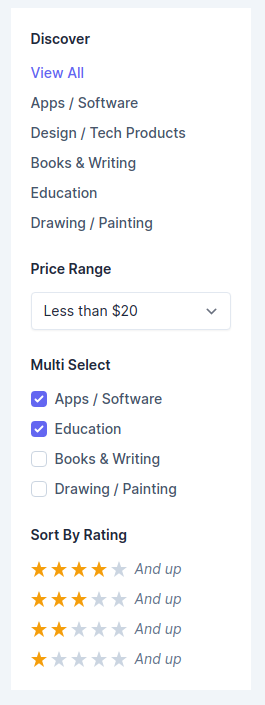 Discover
View All
Apps / Software
Design / Tech Products
Books & Writing
Education
Drawing / Painting
Price Range
Less than $20
Multi Select
Apps / Software
Education
Books & Writing
Drawing / Painting
Sort By Rating
And up
And up
And up
And up